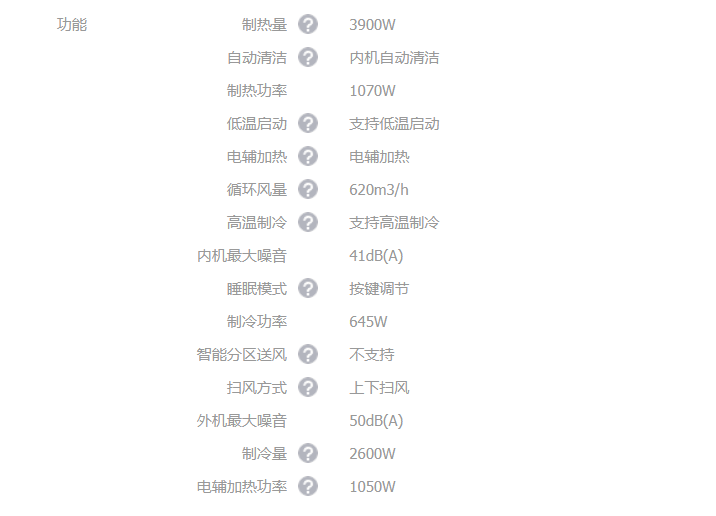 功能 制热量 ? 3900W
自动清洁 ? 内机自动清洁
制热功率 1070W
低温启动 ? 支持低温启动
电辅加热 ? 电辅加热
循环风量 ? 620m3/h
高温制冷 ? 支持高温制冷
内机最大噪音 41dB(A)
睡眠模式 ? 按键调节
制冷功率 645W
智能分区送风 ? 不支持
扫风方式 ? 上下扫风
外机最大噪音 50dB(A)
制冷量 ? 2600W
电辅加热功率 ? 1050W